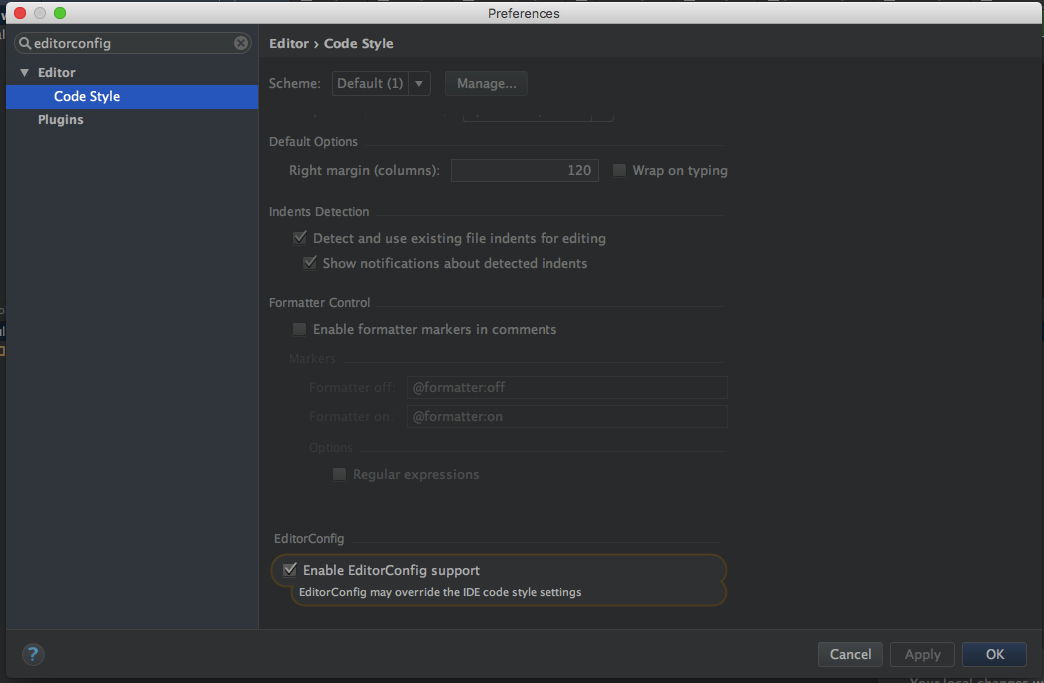 Preferences
editorconfig
Editor
Code Style
Plugins
Editor › Code Style
Scheme: Default (1) Manage...
Default Options
Right margin (columns): 120 Wrap on typing
Indents Detection
Detect and use existing file indents for editing
Show notifications about detected indents
Formatter Control
Enable formatter markers in comments
Markers
Formatter off: @formatter:off
Formatter on: @formatter:on
Options
Regular expressions
EditorConfig
Enable EditorConfig support
EditorConfig may override the IDE code style settings
? Cancel Apply OK
Your local changes w